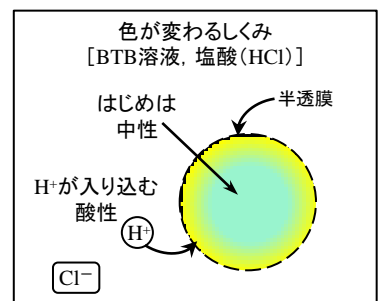 色が変わるしくみ
[BTB溶液, 塩酸(HCl)]
半透膜
はじめは
中性
H⁺が入り込む
酸性
H⁺
Cl⁻